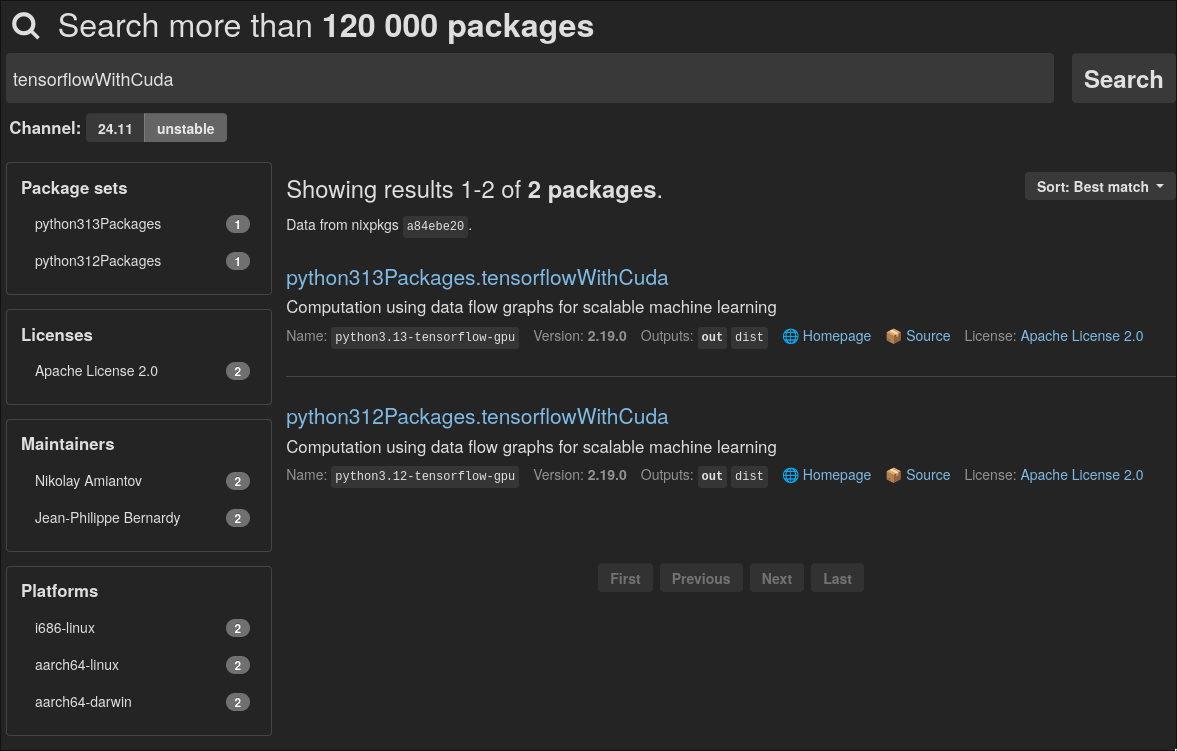 Search more than 120 000 packages
tensorflowWithCuda
Search
Channel: 24.11 unstable
Package sets
python313Packages 1
python312Packages 1
Licenses
Apache License 2.0 2
Maintainers
Nikolay Amiantov 2
Jean-Philippe Bernardy 2
Platforms
i686-linux 2
aarch64-linux 2
aarch64-darwin 2
Showing results 1-2 of 2 packages.
Sort: Best match
Data from nixpkgs a84ebe20.
python313Packages.tensorflowWithCuda
Computation using data flow graphs for scalable machine learning
Name: python3.13-tensorflow-gpu Version: 2.19.0 Outputs: out dist Homepage Source License: Apache License 2.0
python312Packages.tensorflowWithCuda
Computation using data flow graphs for scalable machine learning
Name: python3.12-tensorflow-gpu Version: 2.19.0 Outputs: out dist Homepage Source License: Apache License 2.0
First Previous Next Last